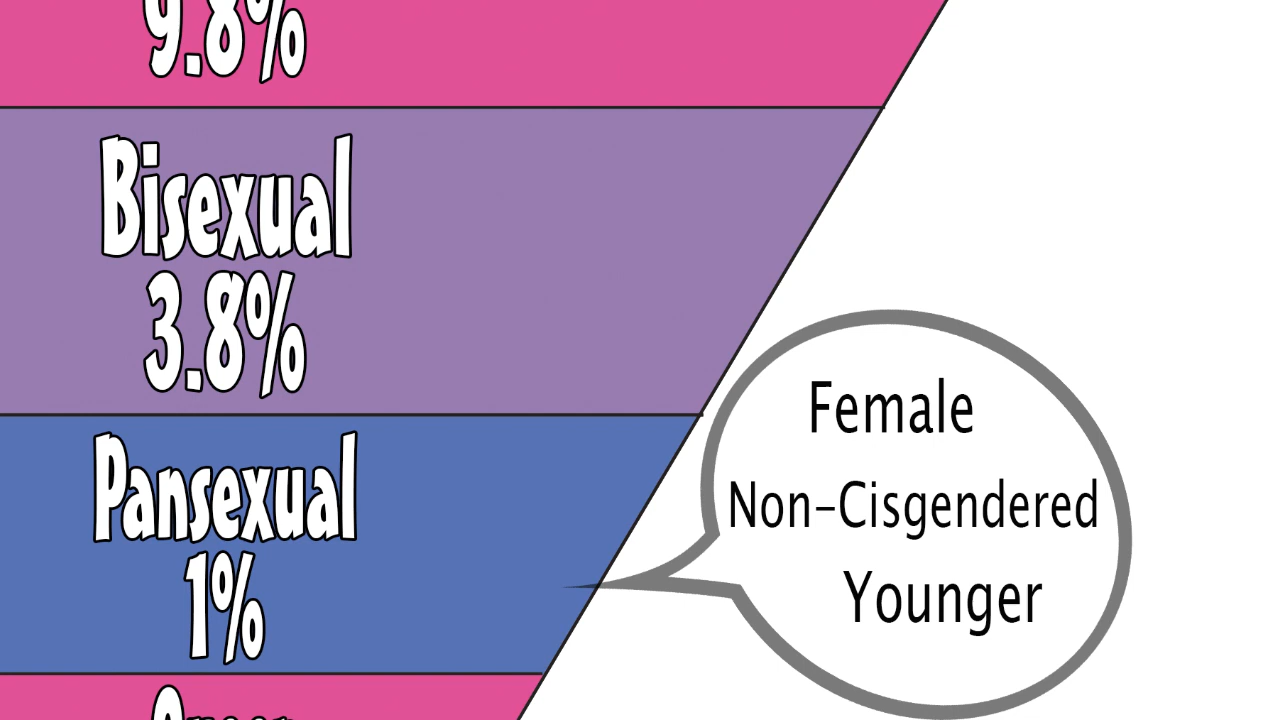 9.8%
Bisexual
3.8%
Pansexual
1%
Female
Non-Cisgendered
Younger